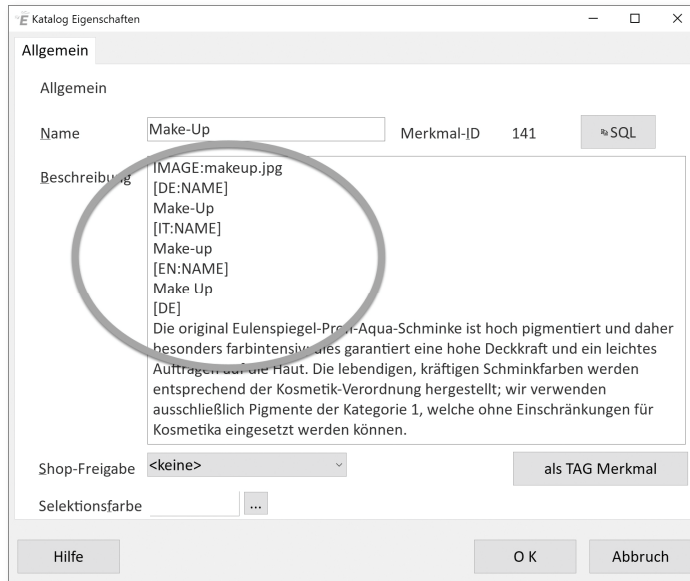 Katalog Eigenschaften
Allgemein
Allgemein
Name Make-Up Merkmal-ID 141 SQL
Beschreibung IMAGE:makeup.jpg
[DE:NAME]
Make-Up
[IT:NAME]
Make-up
[EN:NAME]
Make Up
[DE]
Die original Eulenspiegel-Profi-Aqua-Schminke ist hoch pigmentiert und daher
besonders farbintensiv; dies garantiert eine hohe Deckkraft und ein leichtes
Auftragen auf die Haut. Die lebendigen, kräftigen Schminkfarben werden
entsprechend der Kosmetik-Verordnung hergestellt; wir verwenden
ausschließlich Pigmente der Kategorie 1, welche ohne Einschränkungen für
Kosmetika eingesetzt werden können.
Shop-Freigabe <keine> als TAG Merkmal
Selektionsfarbe ...
Hilfe O K Abbruch